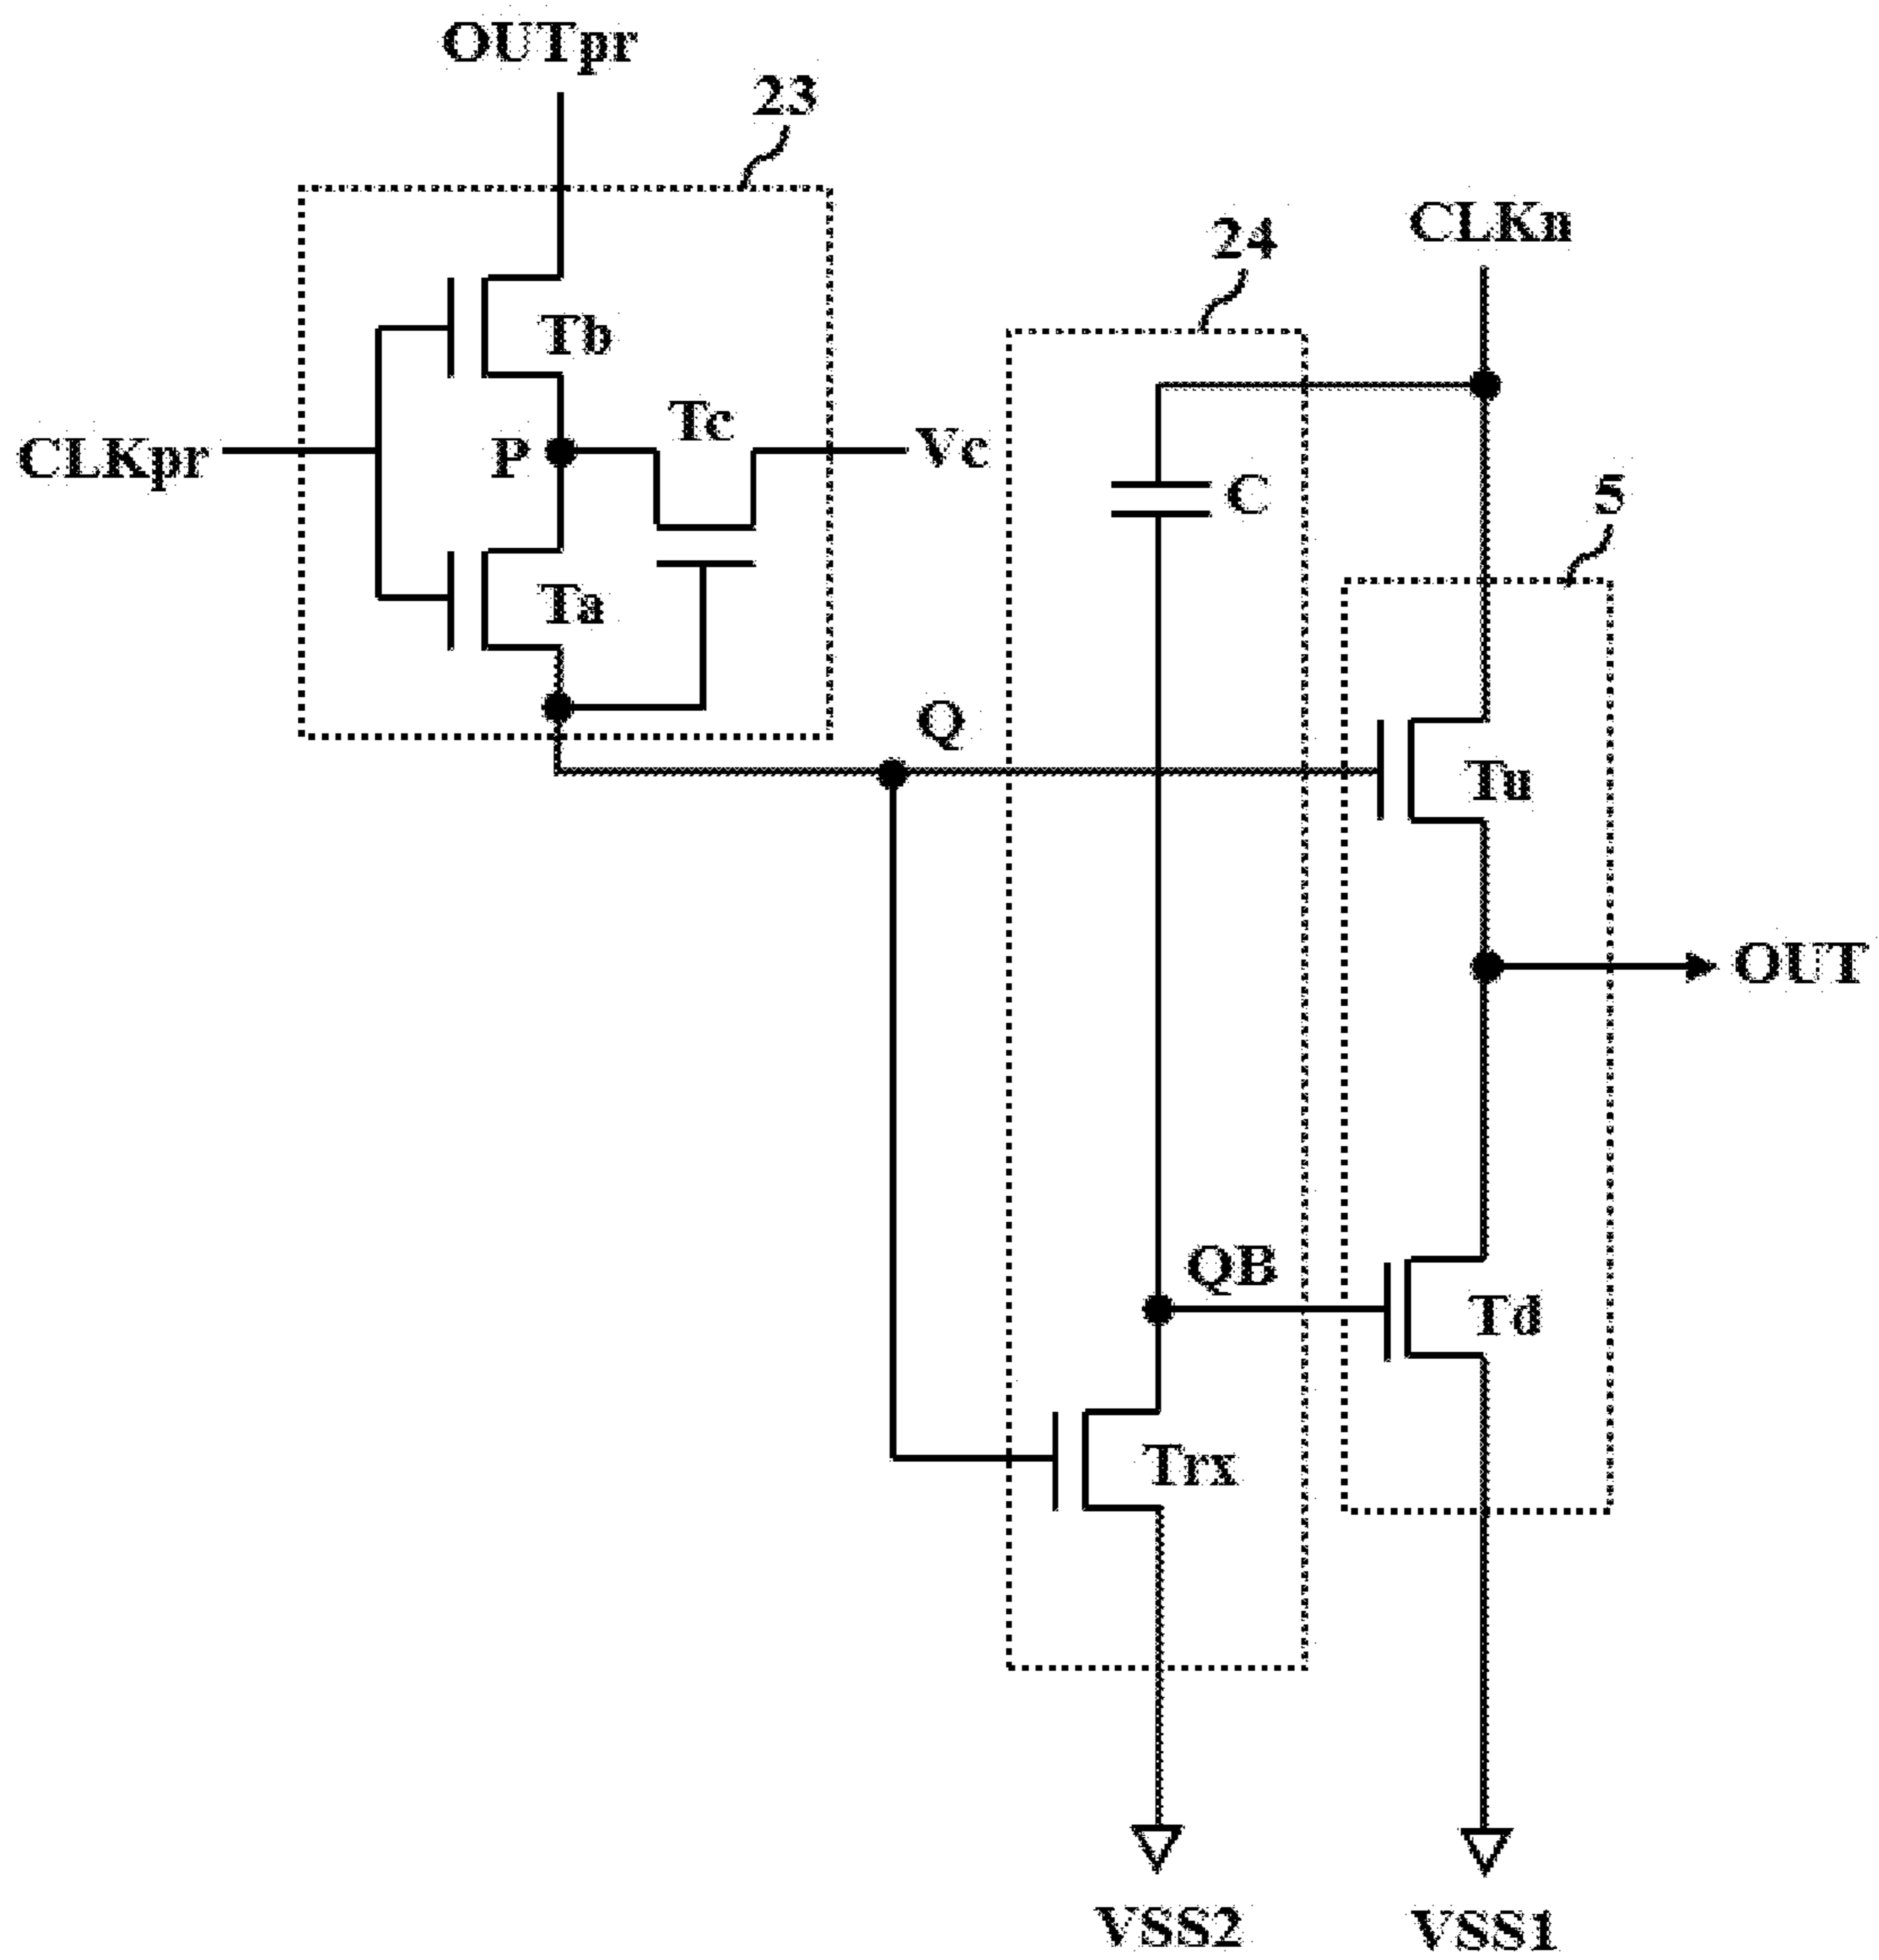 OUTpr
23
CLKn
24
Tb
Tc
Vc
CLKpr
P
C
5
Ta
Q
Tu
OUT
QB
Td
Trx
VSS2
VSS1